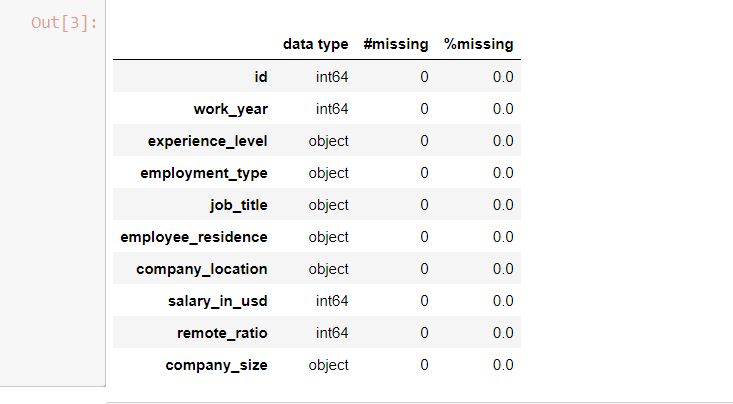 Out[3]:
data type #missing %missing
id int64 0 0.0
work_year int64 0 0.0
experience_level object 0 0.0
employment_type object 0 0.0
job_title object 0 0.0
employee_residence object 0 0.0
company_location object 0 0.0
salary_in_usd int64 0 0.0
remote_ratio int64 0 0.0
company_size object 0 0.0